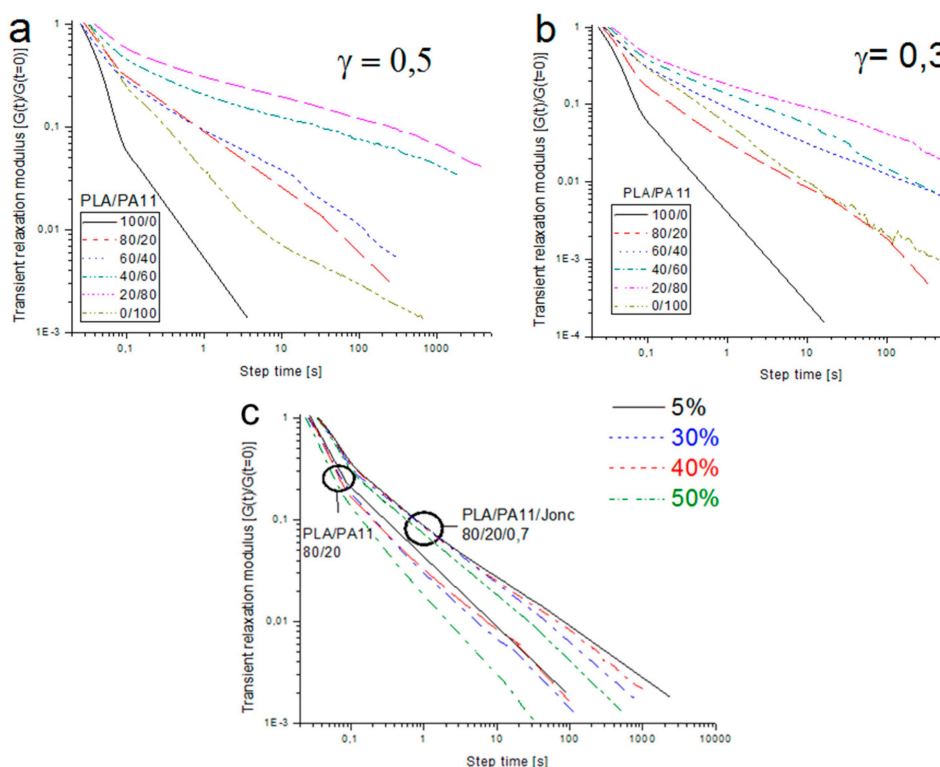 a
γ = 0,5
Transient relaxation modulus [G(t)/G(t=0)]
1
0,1
0,01
1E-3
PLA/PA11
100/0
80/20
60/40
40/60
20/80
0/100
0,1
1
10
100
1000
Step time [s]
b
γ= 0,3
Transient relaxation modulus [G(t)/G(t=0)]
1
0,1
0,01
1E-3
1E-4
PLA/PA 11
100/0
80/20
60/40
40/60
20/80
0/100
0,1
1
10
100
Step time [s]
c
Transient relaxation modulus [G(t)/G(t=0)]
1
0,1
0,01
1E-3
PLA/PA11
80/20
PLA/PA11/Jonc
80/20/0,7
0,1
1
10
100
1000
10000
Step time [s]
5%
30%
40%
50%